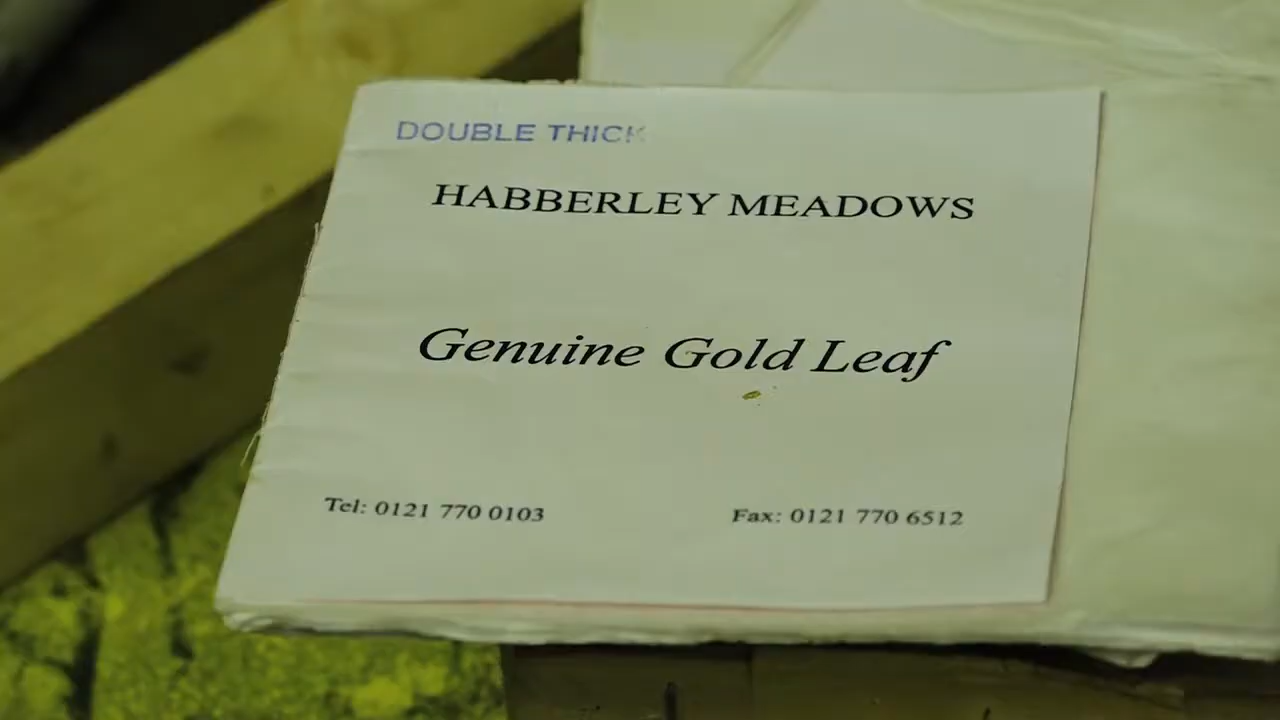 DOUBLE THICK
HABBERLEY MEADOWS
Genuine Gold Leaf
Tel: 0121 770 0103 Fax: 0121 770 6512